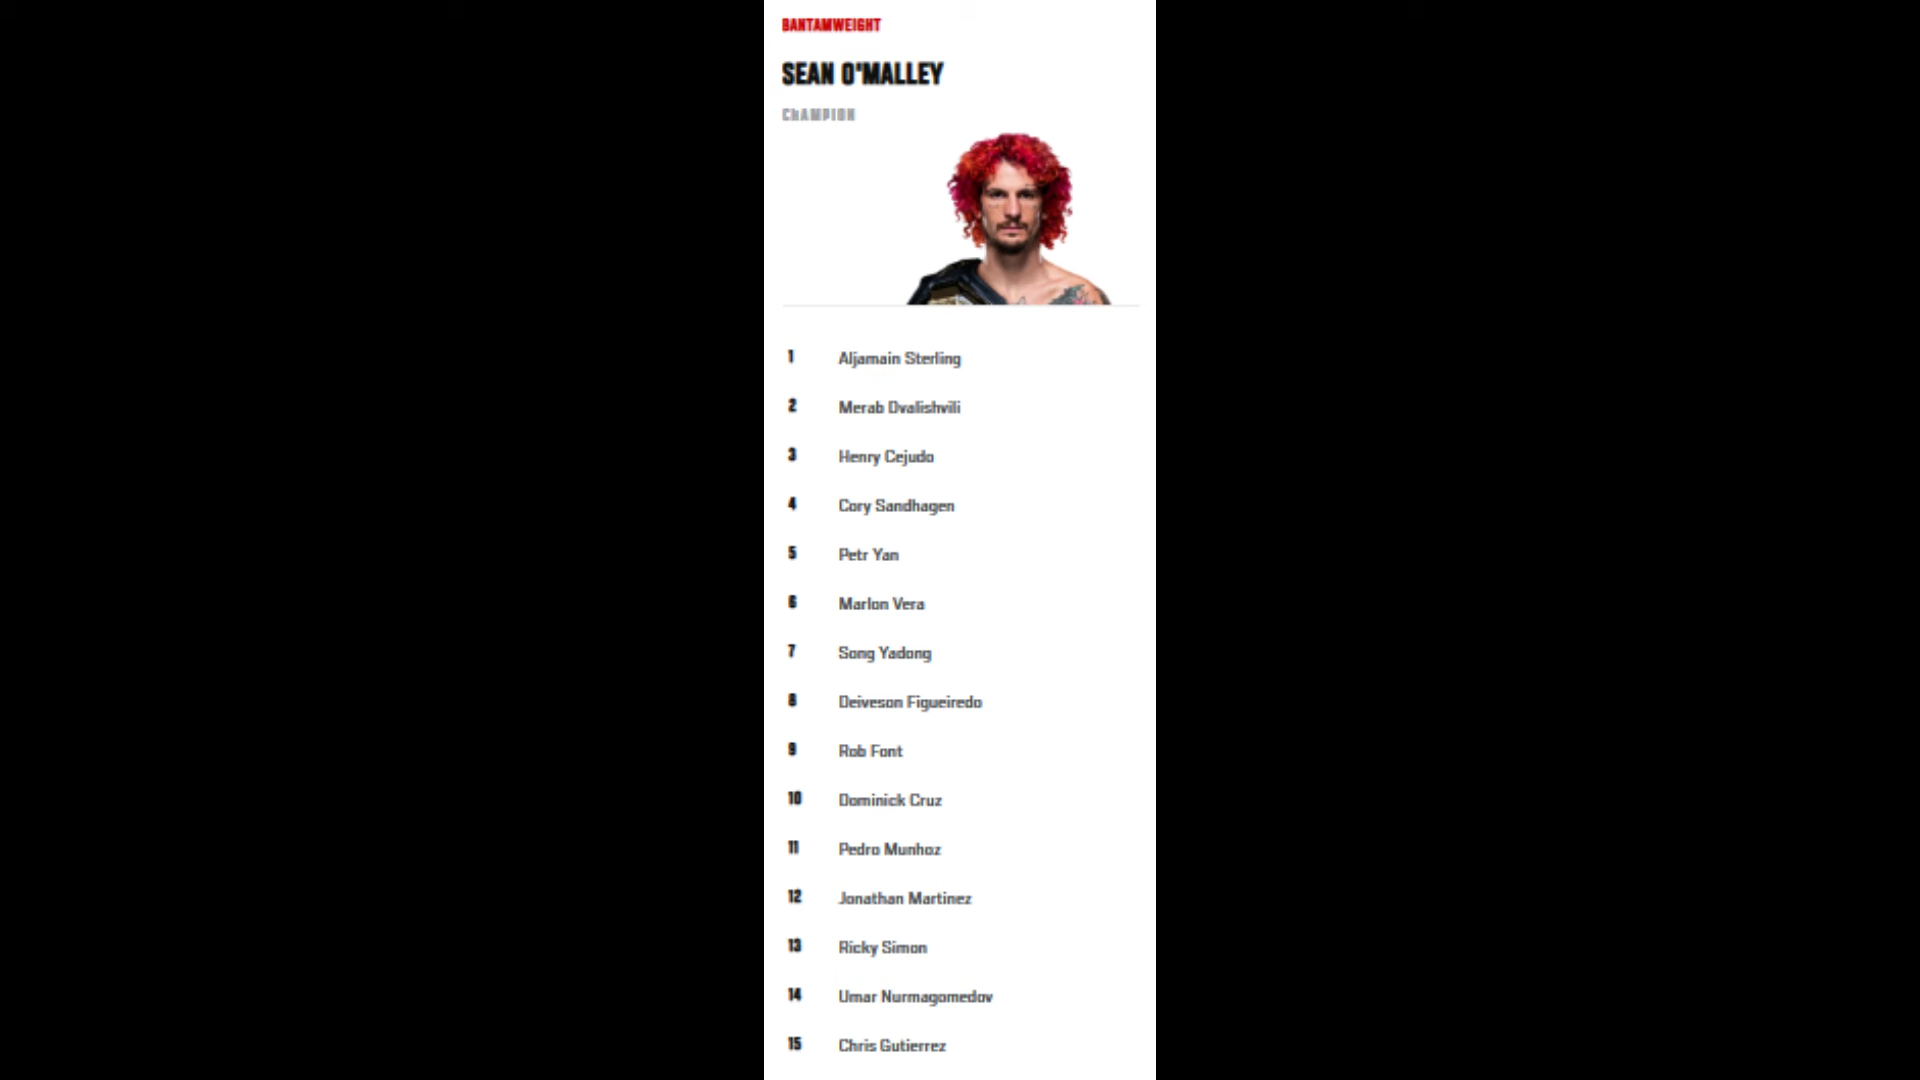 BANTAMWEIGHT
SEAN O'MALLEY
ChAMPION
1 Aljamain Sterling
2 Merab Dvalishvili
3 Henry Cejudo
4 Cory Sandhagen
5 Petr Yan
6 Marlon Vera
7 Song Yadong
8 Deiveson Figueiredo
9 Rob Font
10 Dominick Cruz
11 Pedro Munhoz
12 Jonathan Martinez
13 Ricky Simon
14 Umar Nurmagomedov
15 Chris Gutierrez